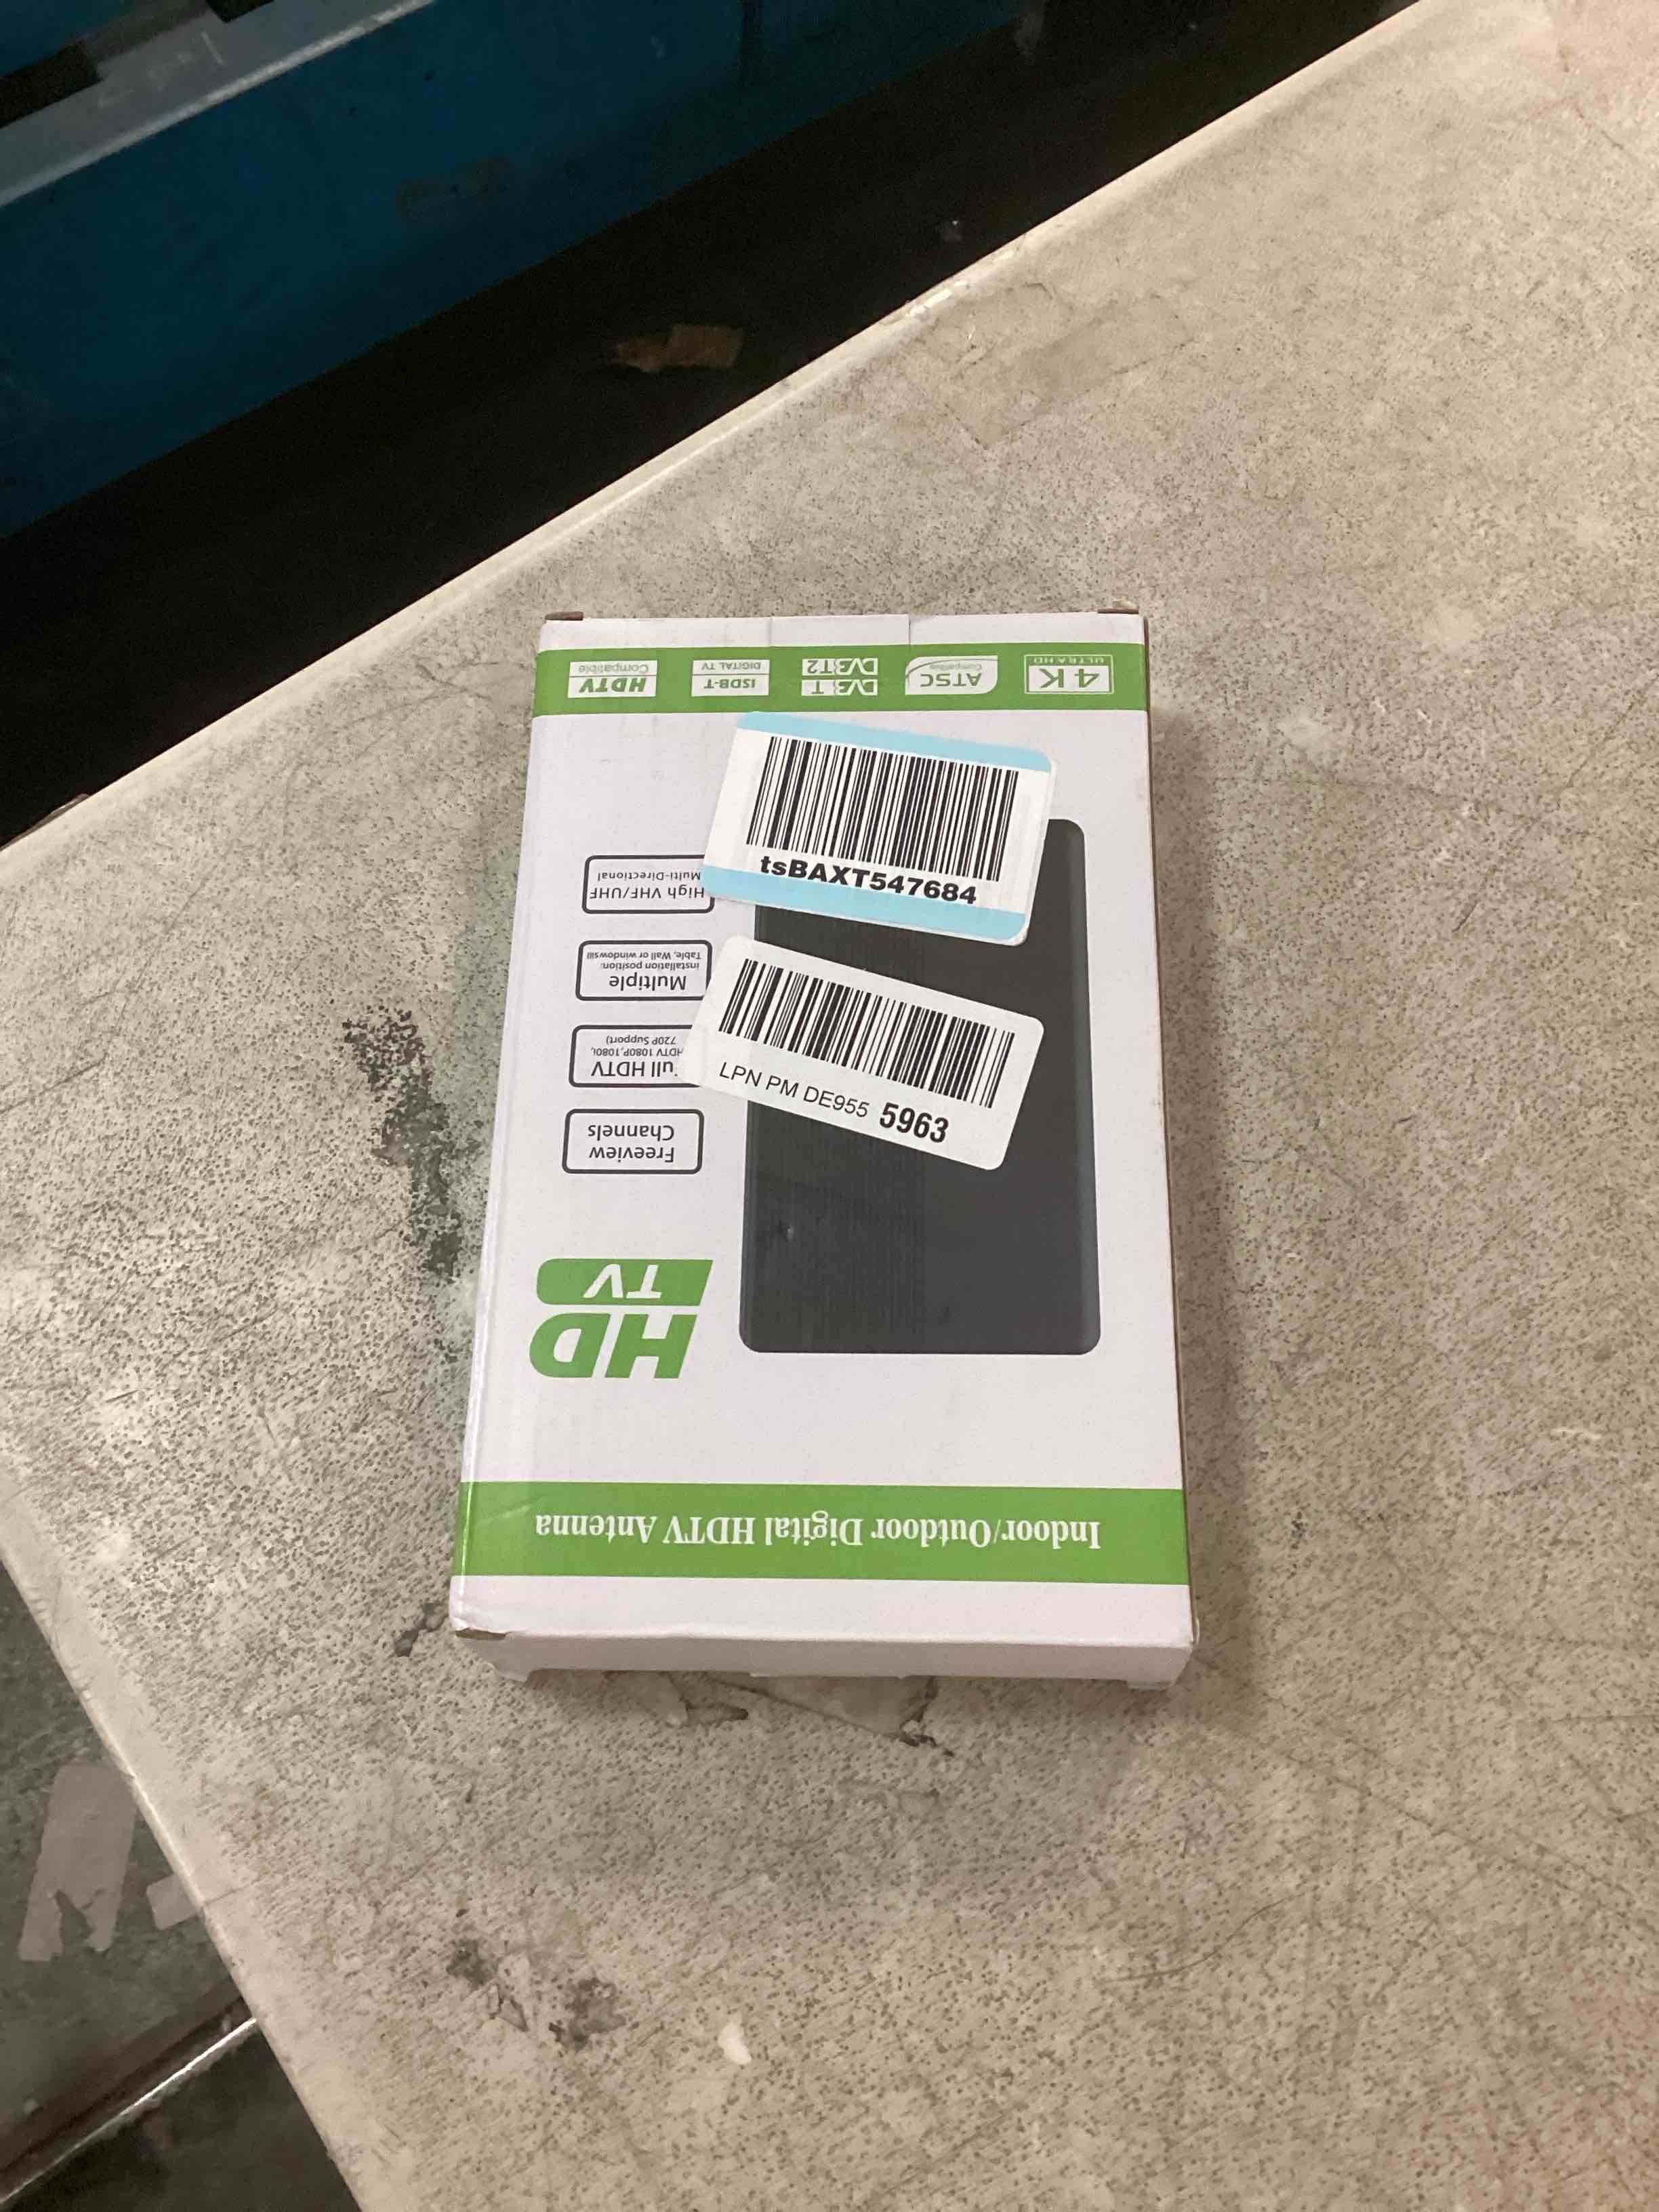 Indoor/Outdoor Digital HDTV Antenna
HD
TV
Freeview
Channels
ull HDTV
HDTV 1080P,1080i,
720P Support)
Multiple
installation position:
Table, Wall or windowsill
High VHF/UHF
Multi-Directional
4K
ULTRA HD
ATSC
Compatible
DVB T
DVB T2
ISDB-T
DIGITAL TV
HDTV
Compatible
tsBAXT547684
LPN PM DE955 5963